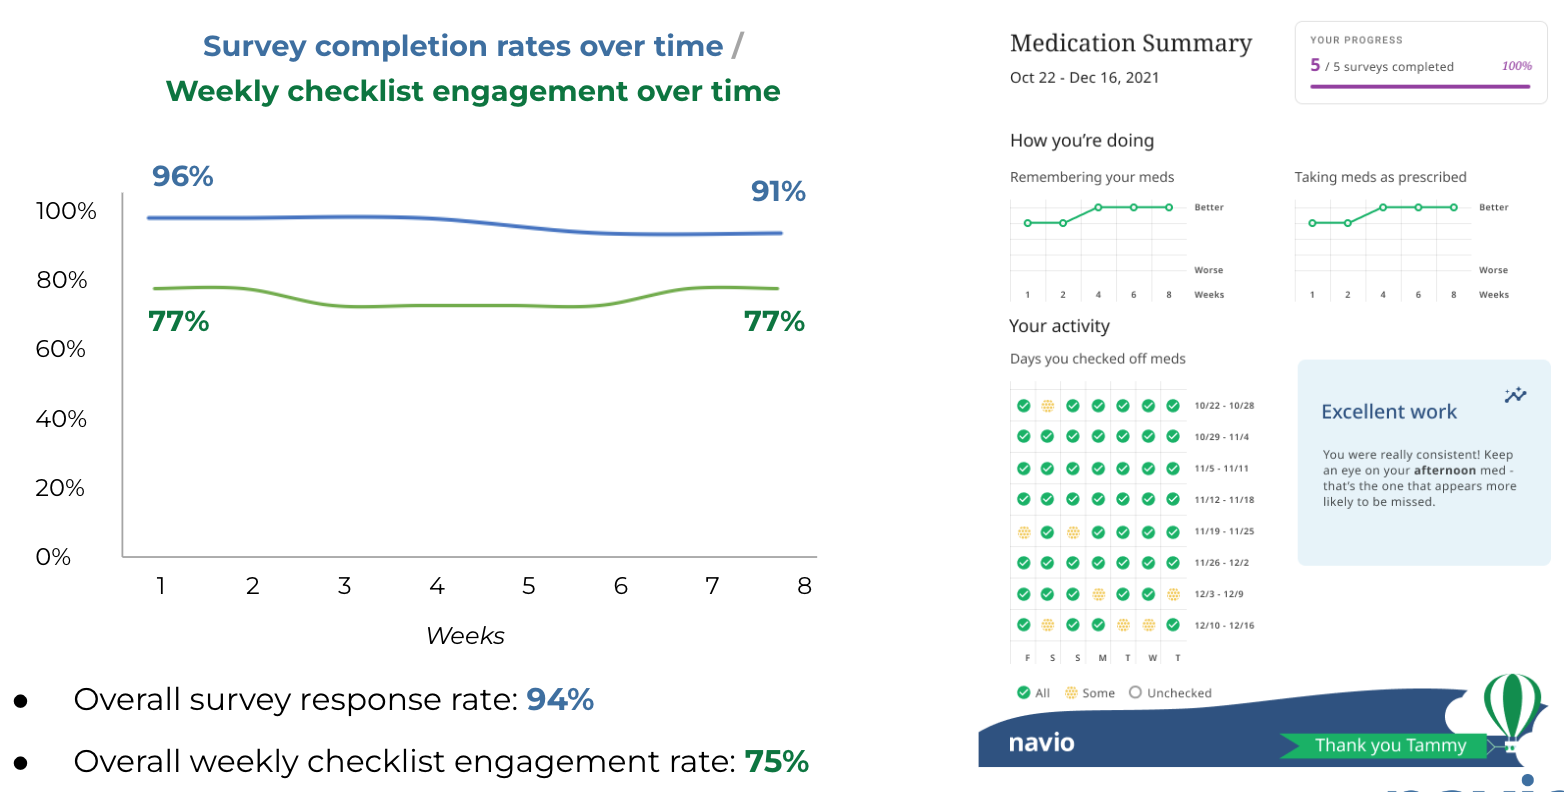 Survey completion rates over time /
Weekly checklist engagement over time
96%
91%
100%
80%
77%
77%
60%
40%
20%
0%
1 2 3 4 5 6 7 8
Weeks
● Overall survey response rate: 94%
● Overall weekly checklist engagement rate: 75%
Medication Summary
Oct 22 - Dec 16, 2021
YOUR PROGRESS
5 / 5 surveys completed 100%
How you're doing
Remembering your meds
Better
Worse
1 2 4 6 8 Weeks
Taking meds as prescribed
Better
Worse
1 2 4 6 8 Weeks
Your activity
Days you checked off meds
10/22 - 10/28
10/29 - 11/4
11/5 - 11/11
11/12 - 11/18
11/19 - 11/25
11/26 - 12/2
12/3 - 12/9
12/10 - 12/16
F S S M T W T
All Some Unchecked
Excellent work
You were really consistent! Keep
an eye on your afternoon med -
that's the one that appears more
likely to be missed.
navio
Thank you Tammy